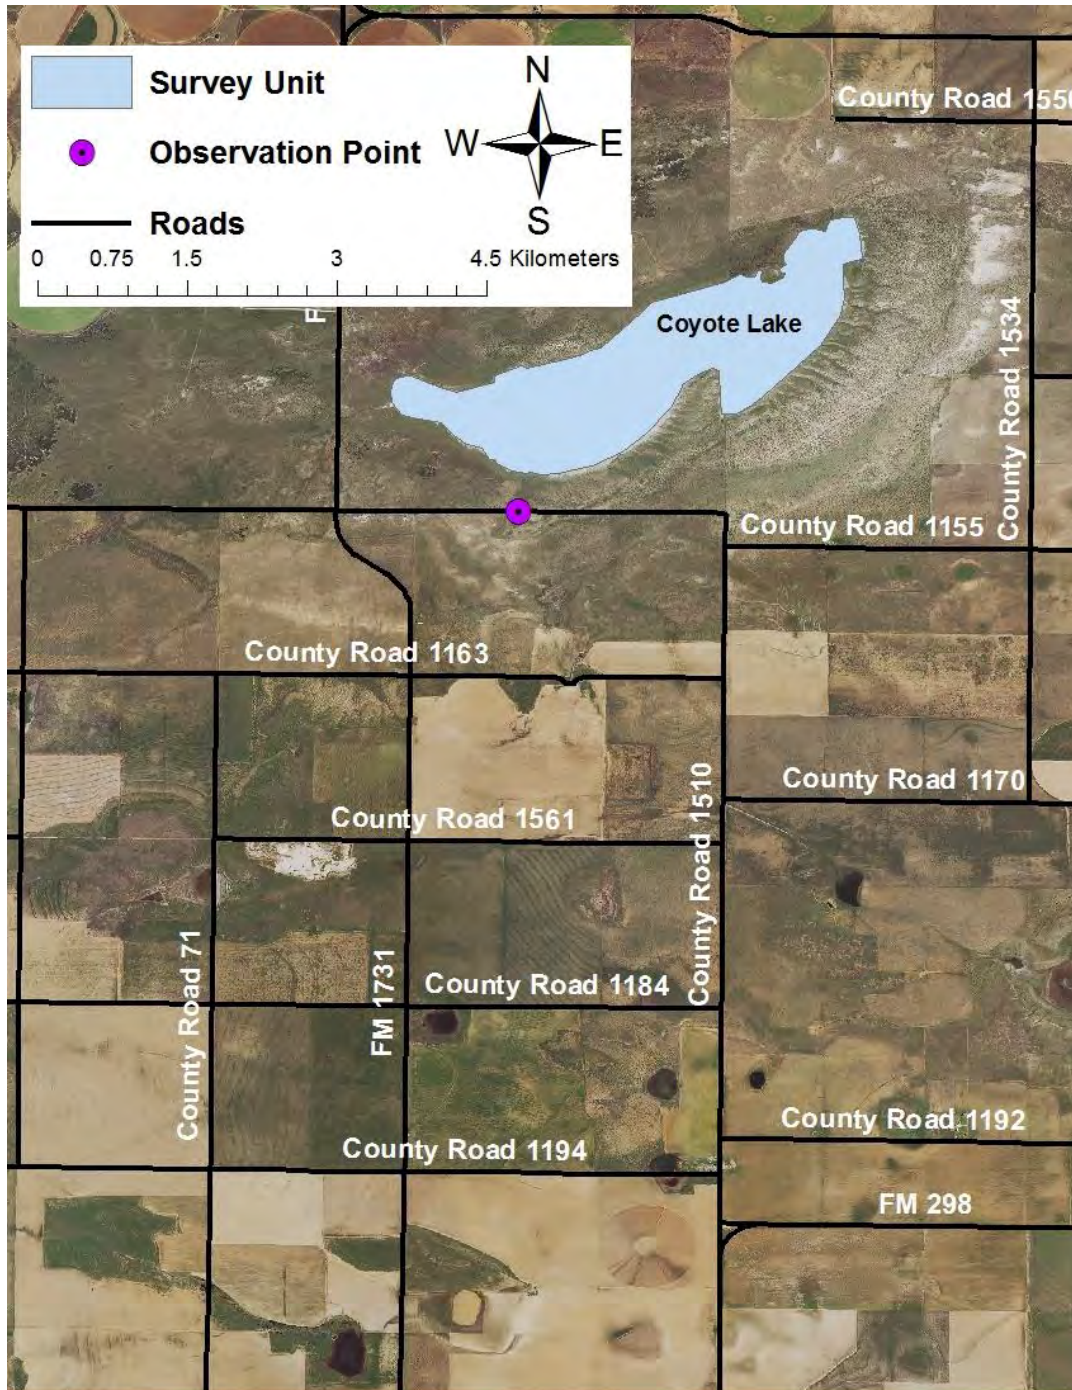 Survey Unit
Observation Point
Roads
N
W
E
S
0 0.75 1.5 3 4.5 Kilometers
County Road 1550
F
Coyote Lake
County Road 1534
County Road 1155
County Road 1163
County Road 1170
County Road 1561
County Road 1510
County Road 1184
County Road 71
FM 1731
County Road 1192
County Road 1194
FM 298